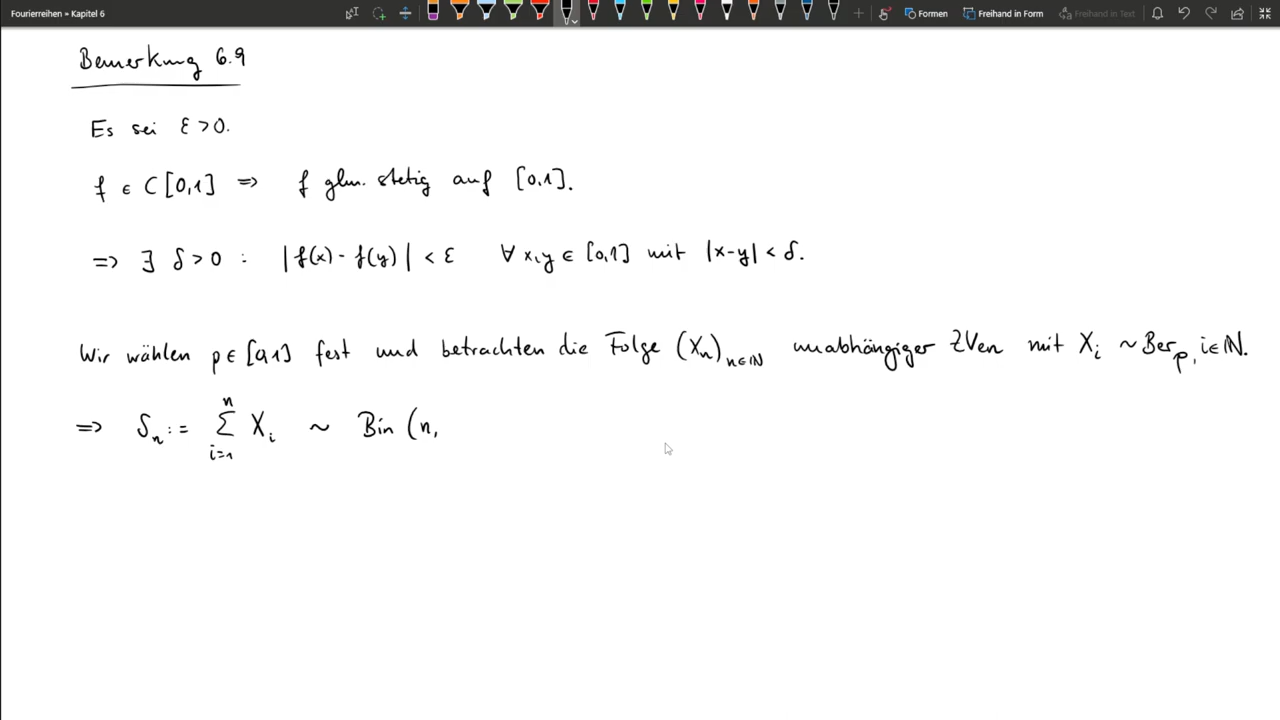 Fourierreihen » Kapitel 6
Formen
Freihand in Form
Freihand in Text
Bemerkung 6.9
Es sei ε > 0.
f ∈ C[0,1] ⇒ f glm. stetig auf [0,1].
⇒ ∃ δ > 0 : |f(x) - f(y)| < ε ∀ x,y ∈ [0,1] mit |x-y| < δ.
Wir wählen p ∈ [0,1] fest und betrachten die Folge (Xₙ)ₙ∈ℕ unabhängiger ZVen mit Xᵢ ~ Berₚ, i∈ℕ.
⇒ Sₙ := ∑ᵢ₌₁ⁿ Xᵢ ~ Bin (n,